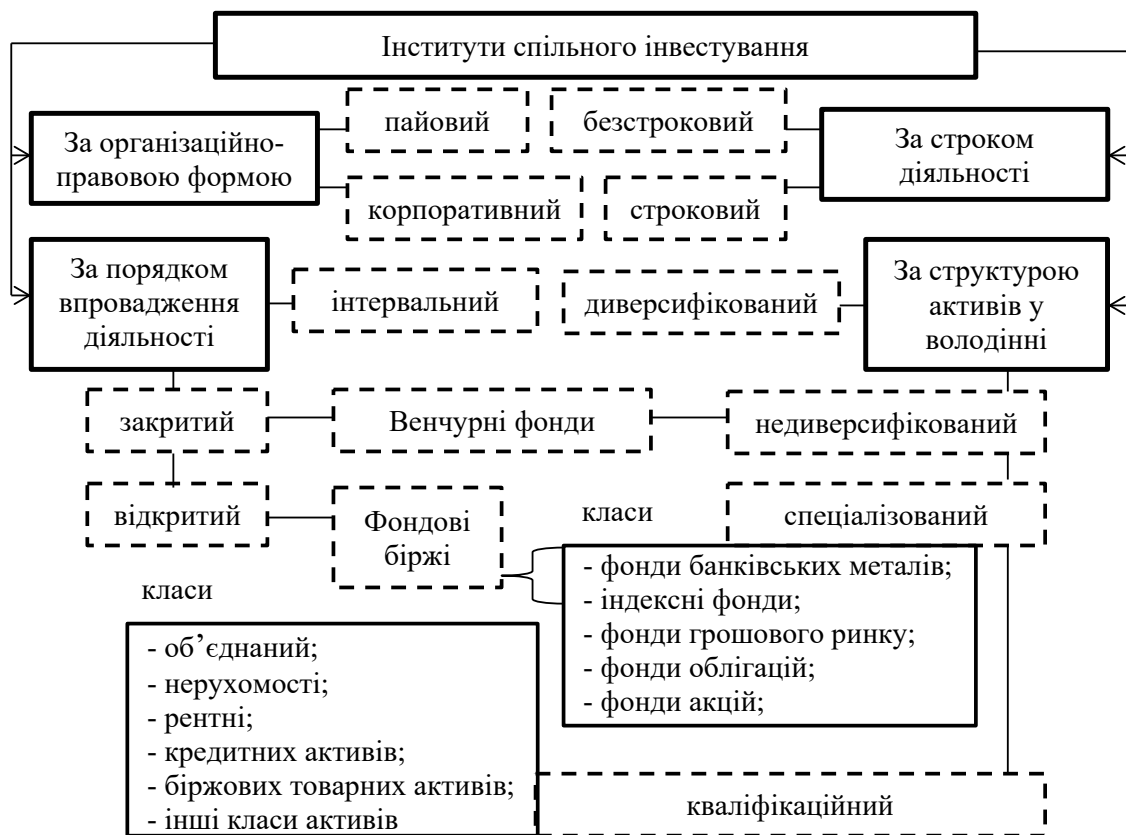 Інститути спільного інвестування
пайовий
безстроковий
За організаційно-
правовою формою
За строком
діяльності
корпоративний
строковий
За порядком
впровадження
діяльності
інтервальний
диверсифікований
За структурою
активів у
володінні
закритий
Венчурні фонди
недиверсифікований
відкритий
Фондові
біржі
класи
спеціалізований
- фонди банківських металів;
- індексні фонди;
- фонди грошового ринку;
- фонди облігацій;
- фонди акцій;
класи
- об’єднаний;
- нерухомості;
- рентні;
- кредитних активів;
- біржових товарних активів;
- інші класи активів
кваліфікаційний